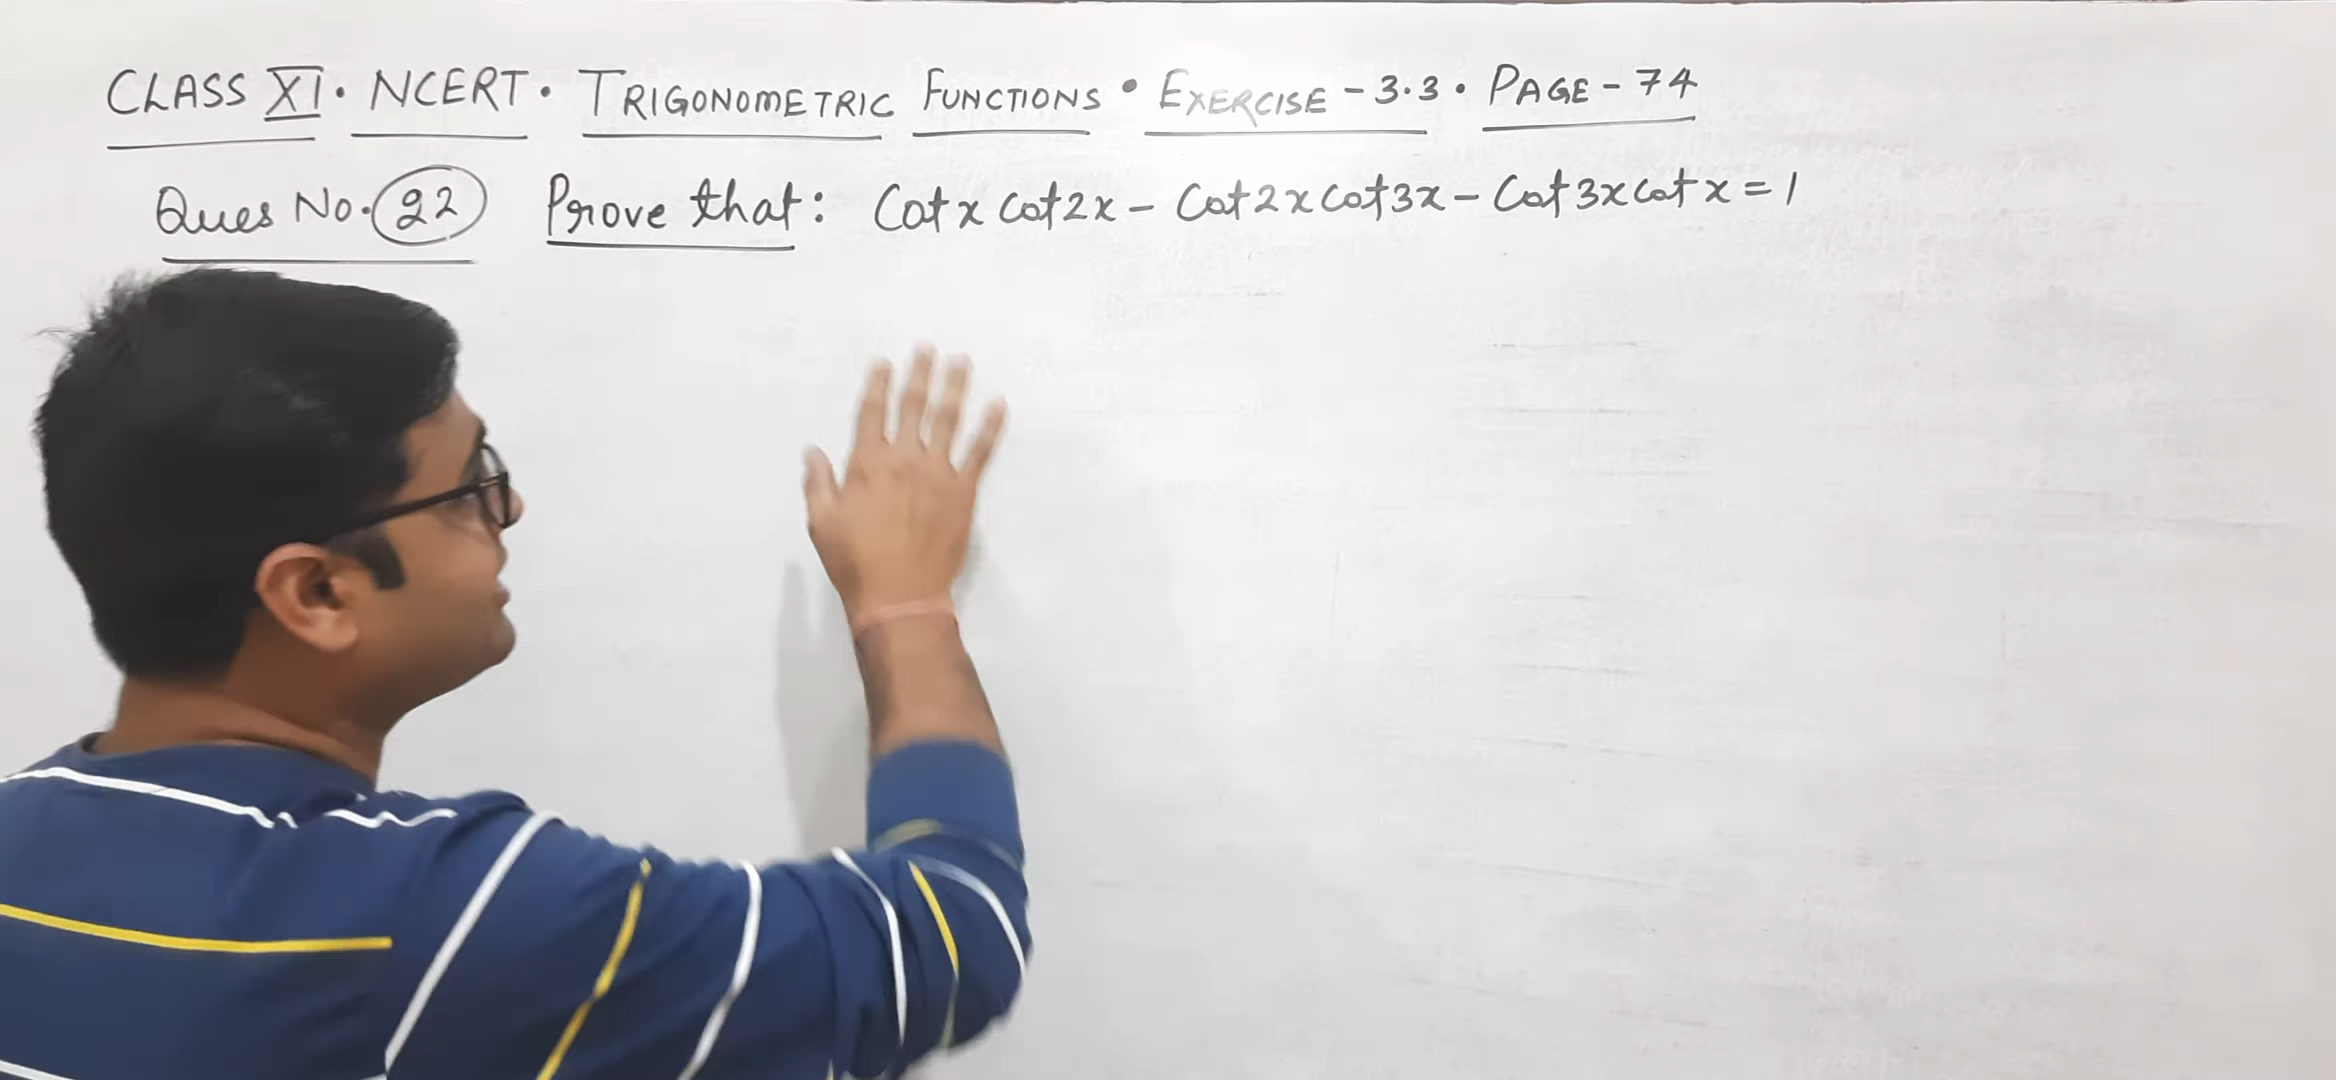 CLASS XI • NCERT • TRIGONOMETRIC FUNCTIONS • EXERCISE - 3.3 • PAGE - 74
Ques No. 22 Prove that: Cot x cot 2x - Cot 2x cot 3x - Cot 3x cot x = 1